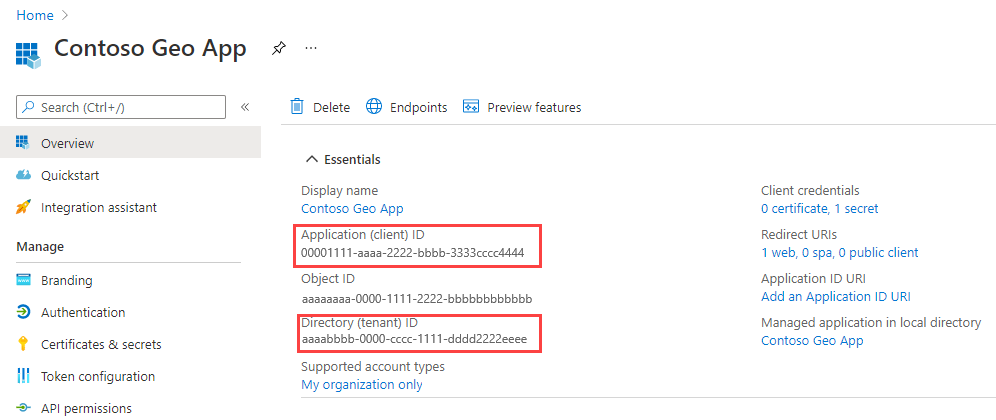 Home
Contoso Geo App
Search (Ctrl+/)
Overview
Quickstart
Integration assistant
Manage
Branding
Authentication
Certificates & secrets
Token configuration
API permissions
Delete
Endpoints
Preview features
Essentials
Display name
Contoso Geo App
Application (client) ID
00001111-aaaa-2222-bbbb-3333cccc4444
Object ID
aaaaaaaa-0000-1111-2222-bbbbbbbbbbbb
Directory (tenant) ID
aaaabbbb-0000-cccc-1111-dddd2222eeee
Supported account types
My organization only
Client credentials
0 certificate, 1 secret
Redirect URIs
1 web, 0 spa, 0 public client
Application ID URI
Add an Application ID URI
Managed application in local directory
Contoso Geo App